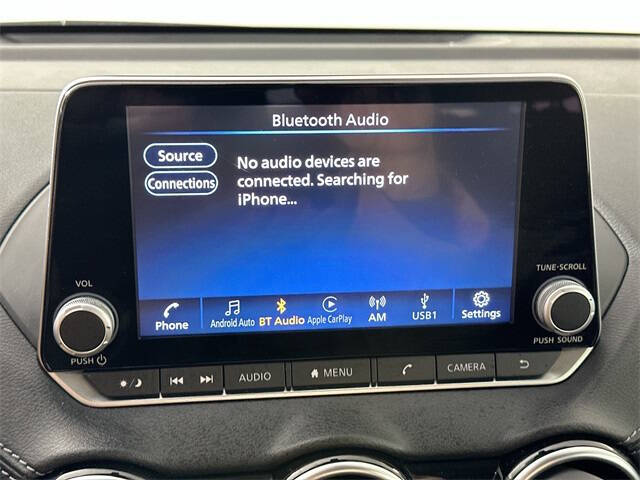 Bluetooth Audio
Source
Connections
No audio devices are
connected. Searching for
iPhone...
VOL
TUNE·SCROLL
Phone
Android Auto
BT Audio
Apple CarPlay
AM
USB1
Settings
PUSH
PUSH SOUND
AUDIO
MENU
CAMERA